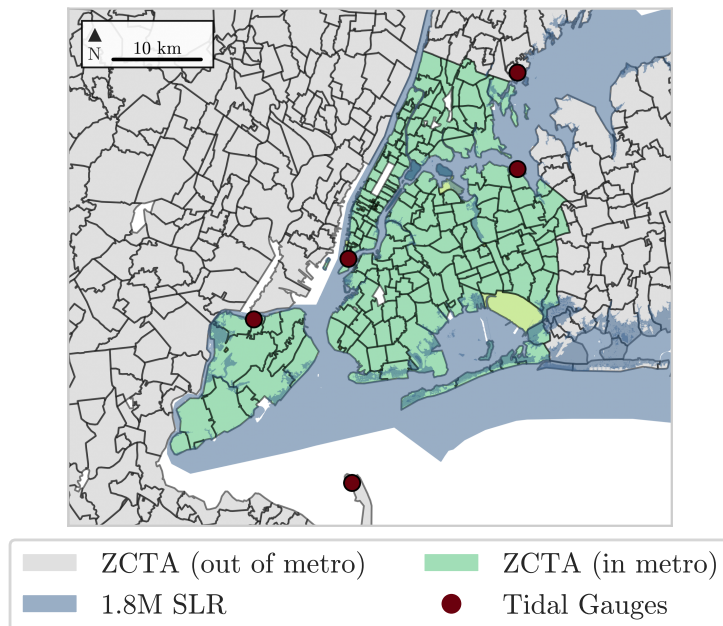 N
10 km
ZCTA (out of metro)
ZCTA (in metro)
1.8M SLR
Tidal Gauges